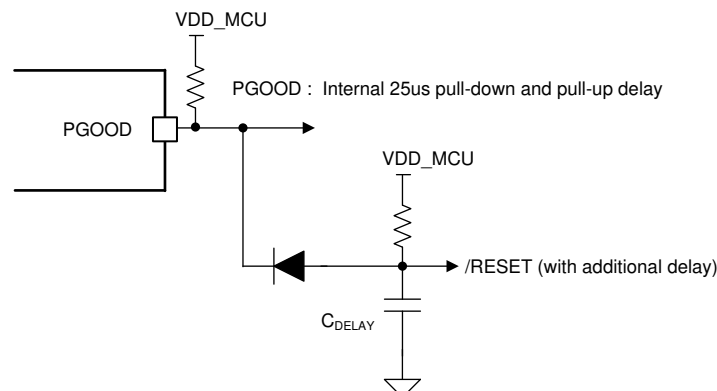 VDD_MCU
PGOOD : Internal 25us pull-down and pull-up delay
PGOOD
VDD_MCU
/RESET (with additional delay)
CDELAY